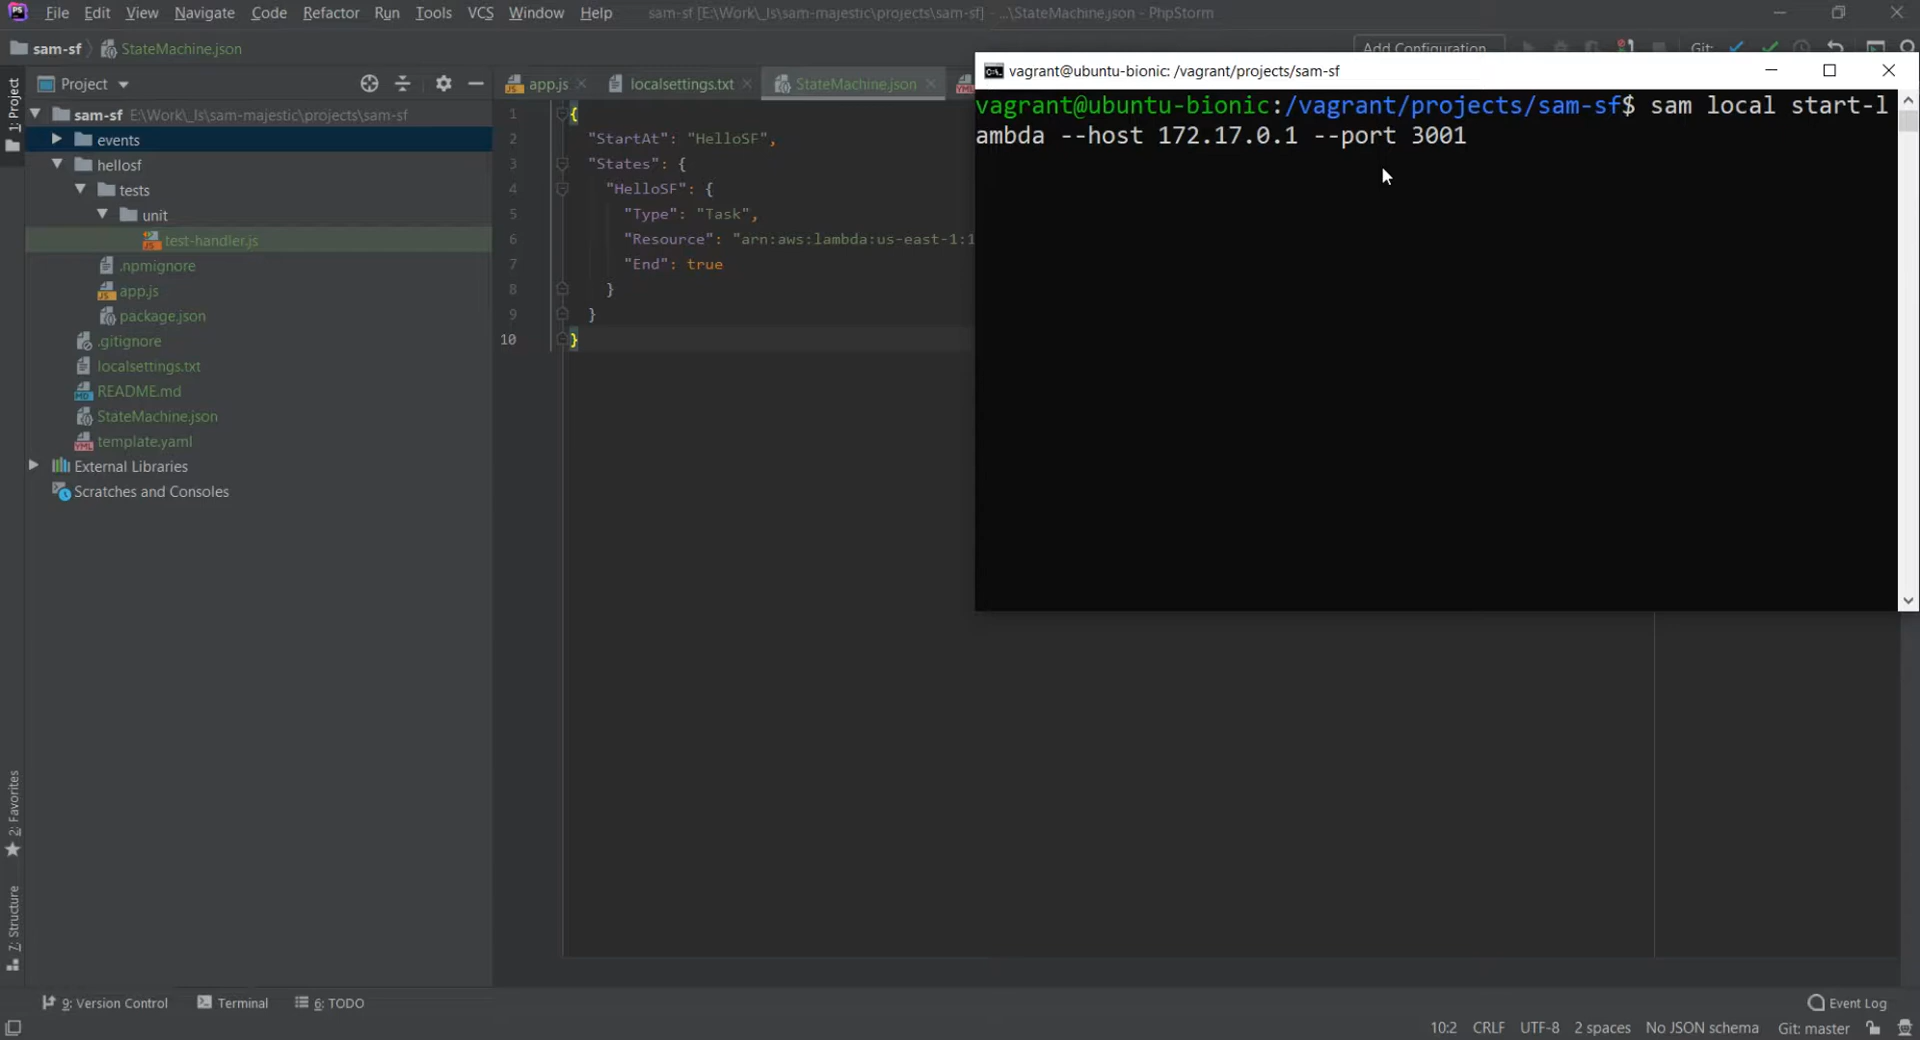 PS File Edit View Navigate Code Refactor Run Tools VCS Window Help sam-sf [E:\Work\_ls\sam-majestic\projects\sam-sf] - ...\StateMachine.json - PhpStorm
sam-sf StateMachine.json Add Configuration... Git:
Project
app.js localsettings.txt StateMachine.json
vagrant@ubuntu-bionic: /vagrant/projects/sam-sf
1: Project
sam-sf E:\Work\_ls\sam-majestic\projects\sam-sf
events
hellosf
tests
unit
test-handler.js
.npmignore
app.js
package.json
.gitignore
localsettings.txt
README.md
StateMachine.json
template.yaml
External Libraries
Scratches and Consoles
1 {
2 "StartAt": "HelloSF",
3 "States": {
4 "HelloSF": {
5 "Type": "Task",
6 "Resource": "arn:aws:lambda:us-east-1:1
7 "End": true
8 }
9 }
10 }
vagrant@ubuntu-bionic:/vagrant/projects/sam-sf$ sam local start-l
ambda --host 172.17.0.1 --port 3001
2: Favorites
7: Structure
9: Version Control Terminal 6: TODO Event Log
10:2 CRLF UTF-8 2 spaces No JSON schema Git: master